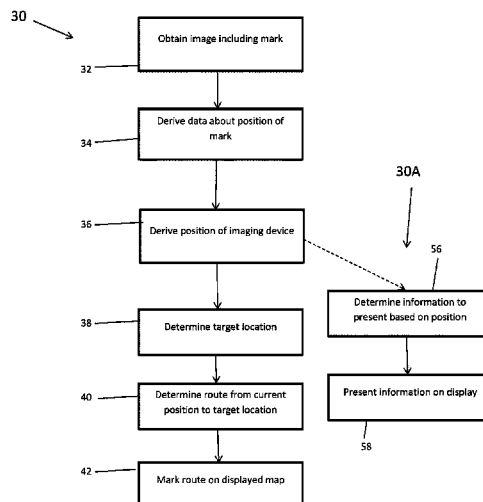 30
Obtain image including mark
32
Derive data about position of
mark
34
30A
36
Derive position of imaging device
56
Determine information to
present based on position
38
Determine target location
40
Determine route from current
position to target location
Present information on display
58
42
Mark route on displayed map